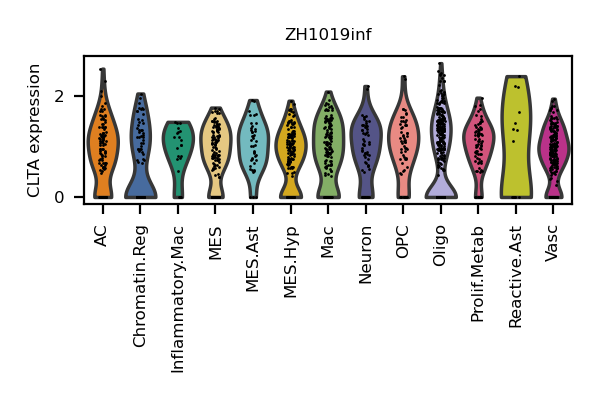 ZH1019inf
CLTA expression
2
0
AC
Chromatin.Reg
Inflammatory.Mac
MES
MES.Ast
MES.Hyp
Mac
Neuron
OPC
Oligo
Prolif.Metab
Reactive.Ast
Vasc